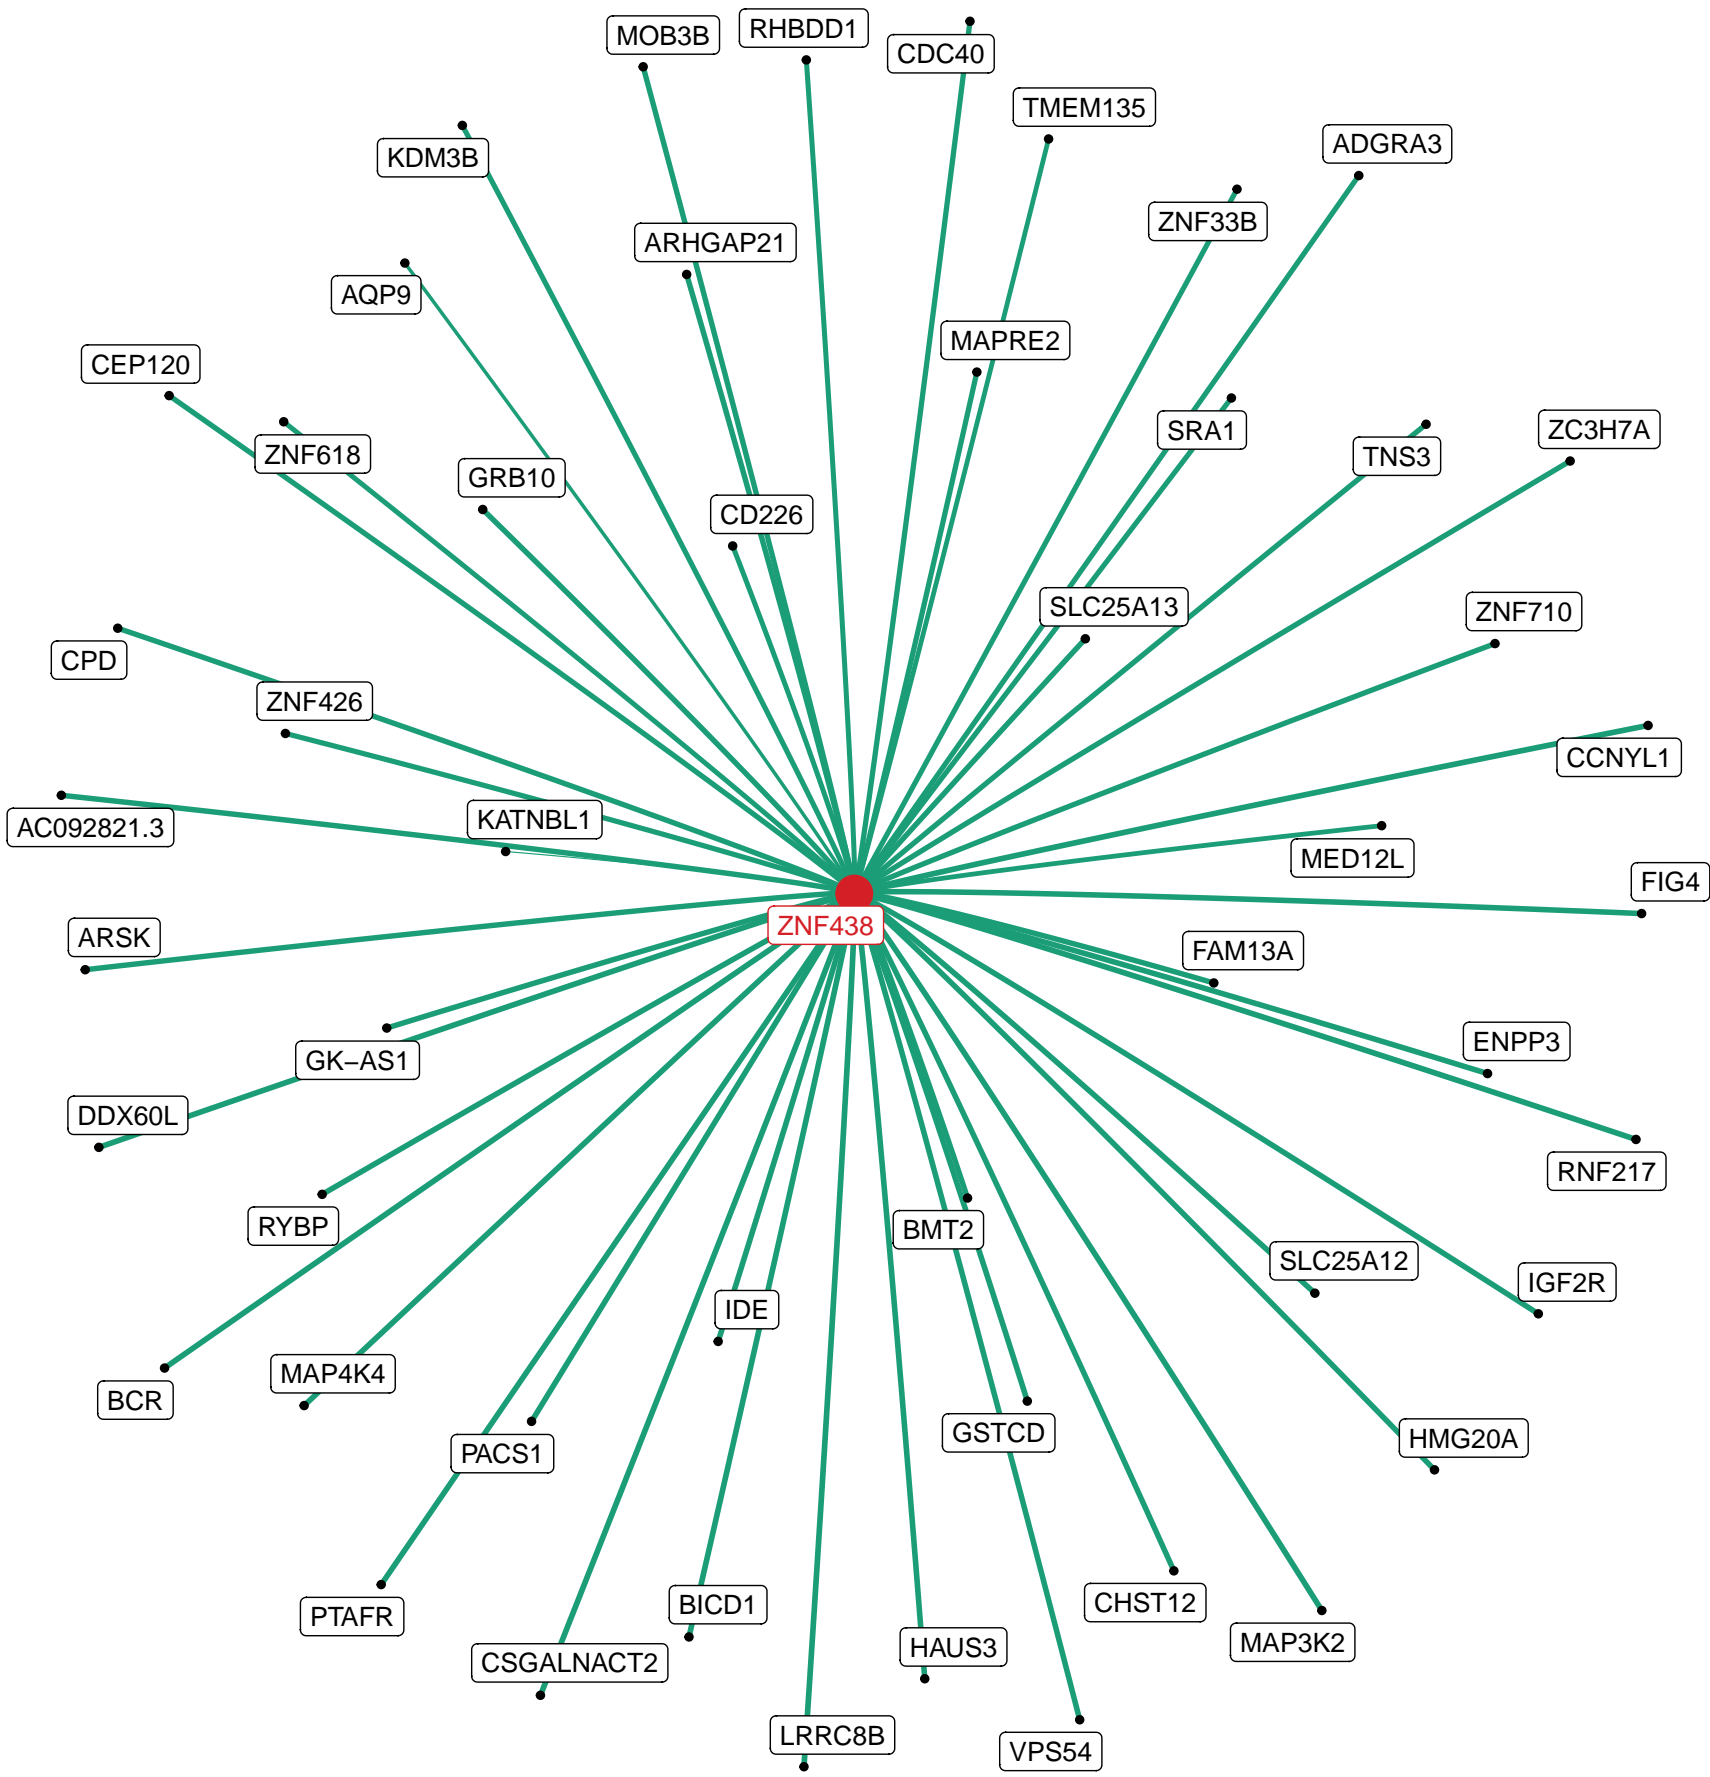 RHBDD1
MOB3B
CDC40
TMEM135
ADGRA3
KDM3B
ZNF33B
ARHGAP21
AQP9
MAPRE2
CEP120
ZC3H7A
SRA1
ZNF618
TNS3
GRB10
CD226
SLC25A13
ZNF710
CPD
ZNF426
CCNYL1
KATNBL1
AC092821.3
MED12L
FIG4
ZNF438
ARSK
FAM13A
ENPP3
GK−AS1
DDX60L
RNF217
RYBP
BMT2
SLC25A12
IGF2R
IDE
MAP4K4
BCR
GSTCD
HMG20A
PACS1
CHST12
BICD1
PTAFR
MAP3K2
HAUS3
CSGALNACT2
LRRC8B
VPS54